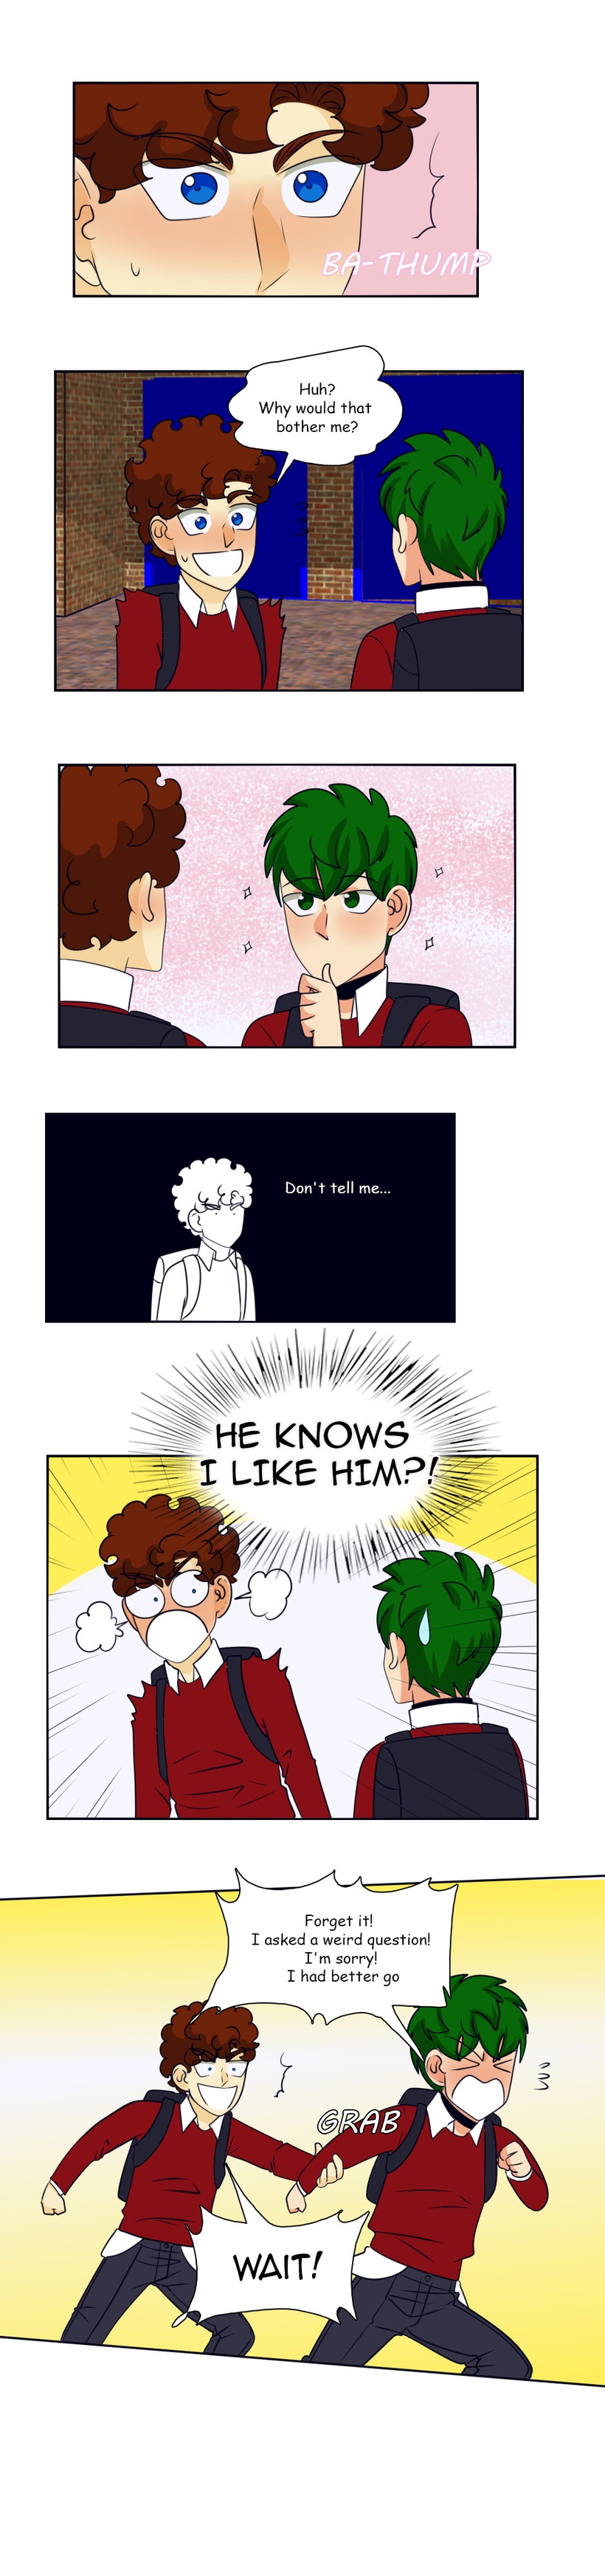 BA-THUMP
Huh?
Why would that
bother me?
Don't tell me...
HE KNOWS
I LIKE HIM?!
Forget it!
I asked a weird question!
I'm sorry!
I had better go
GRAB
WAIT!